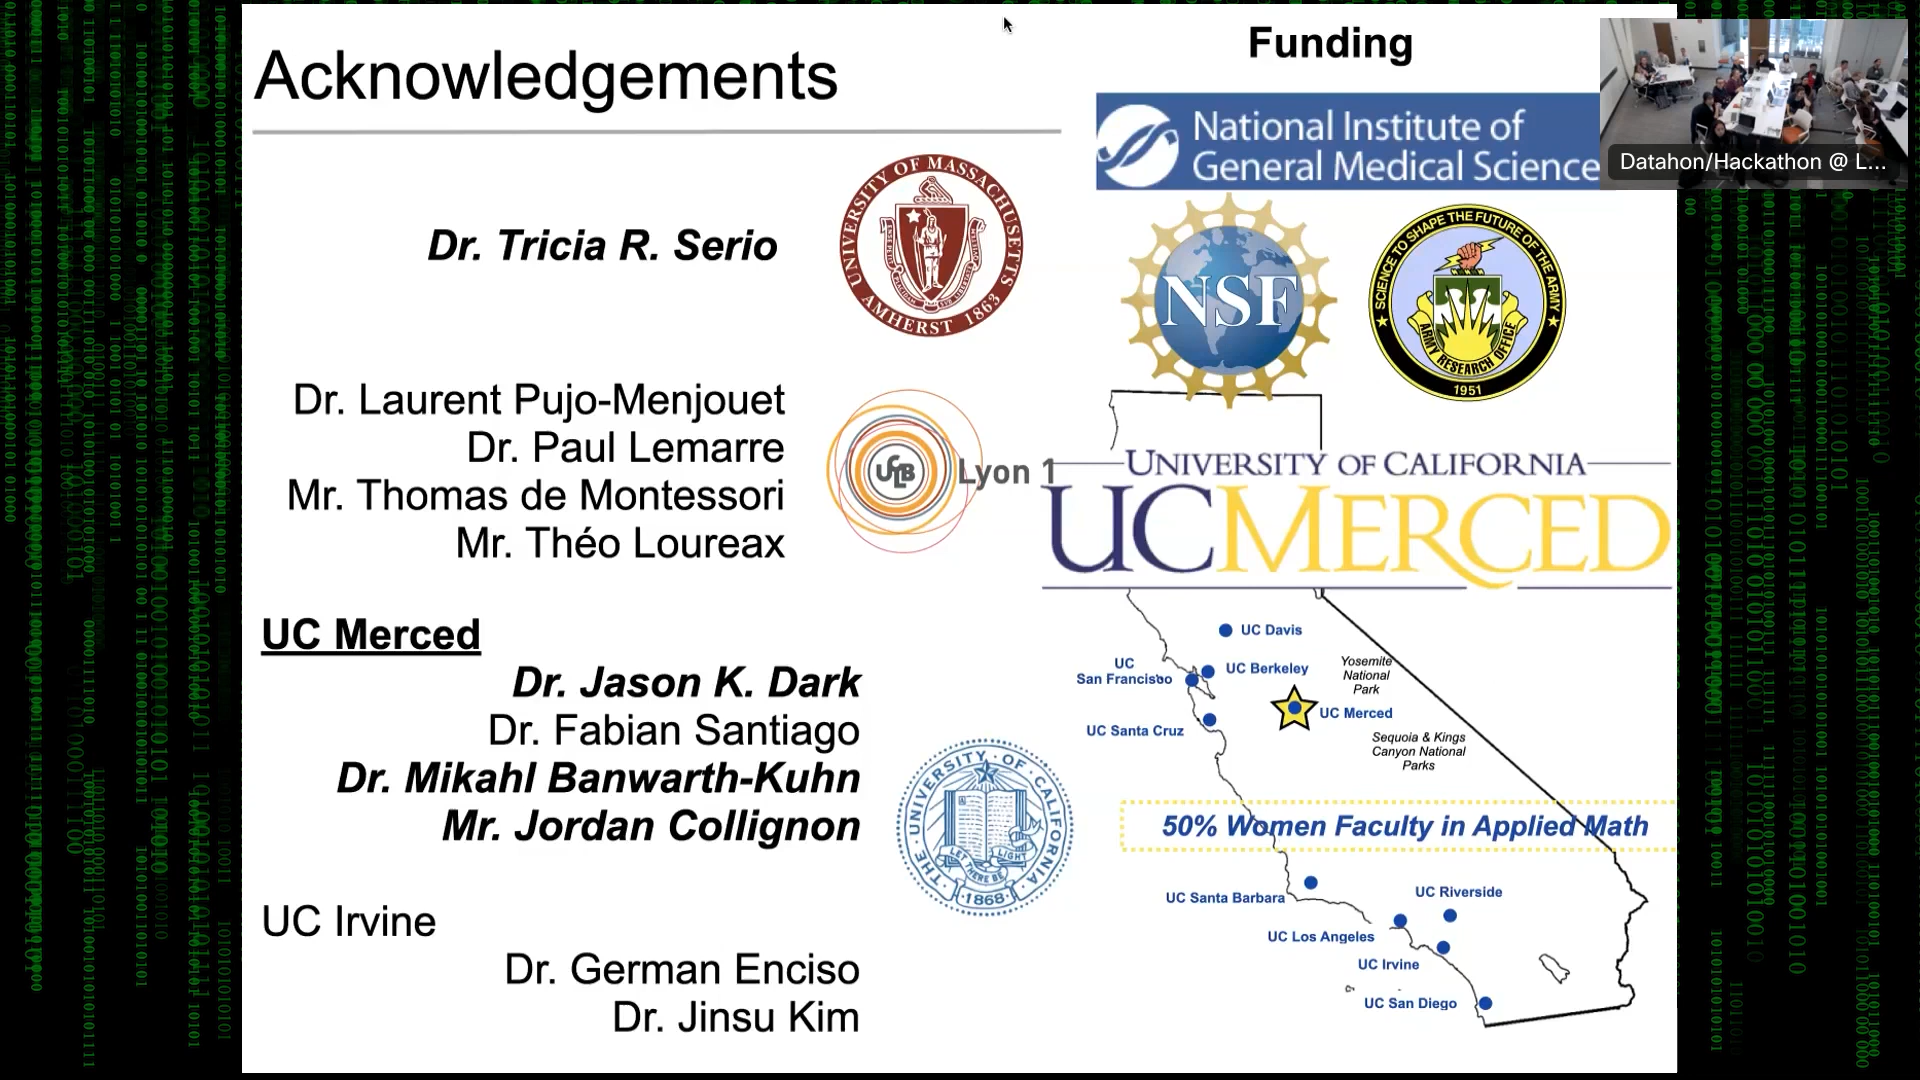 Acknowledgements
Funding
National Institute of
General Medical Science
Datahon/Hackathon @ L...
Dr. Tricia R. Serio
UNIVERSITY OF MASSACHUSETTS
AMHERST 1863
NSF
SCIENCE TO SHAPE THE FUTURE OF THE ARMY
ARMY RESEARCH OFFICE
1951
Dr. Laurent Pujo-Menjouet
Dr. Paul Lemarre
Mr. Thomas de Montessori
Mr. Théo Loureax
UCLB
Lyon 1
UNIVERSITY OF CALIFORNIA
UCMERCED
UC Merced
Dr. Jason K. Dark
Dr. Fabian Santiago
Dr. Mikahl Banwarth-Kuhn
Mr. Jordan Collignon
THE UNIVERSITY OF CALIFORNIA
LET THERE BE LIGHT
1868
UC Irvine
Dr. German Enciso
Dr. Jinsu Kim
UC Davis
UC
San Francisco
UC Berkeley
Yosemite
National
Park
UC Merced
UC Santa Cruz
Sequoia & Kings
Canyon National
Parks
50% Women Faculty in Applied Math
UC Santa Barbara
UC Riverside
UC Los Angeles
UC Irvine
UC San Diego